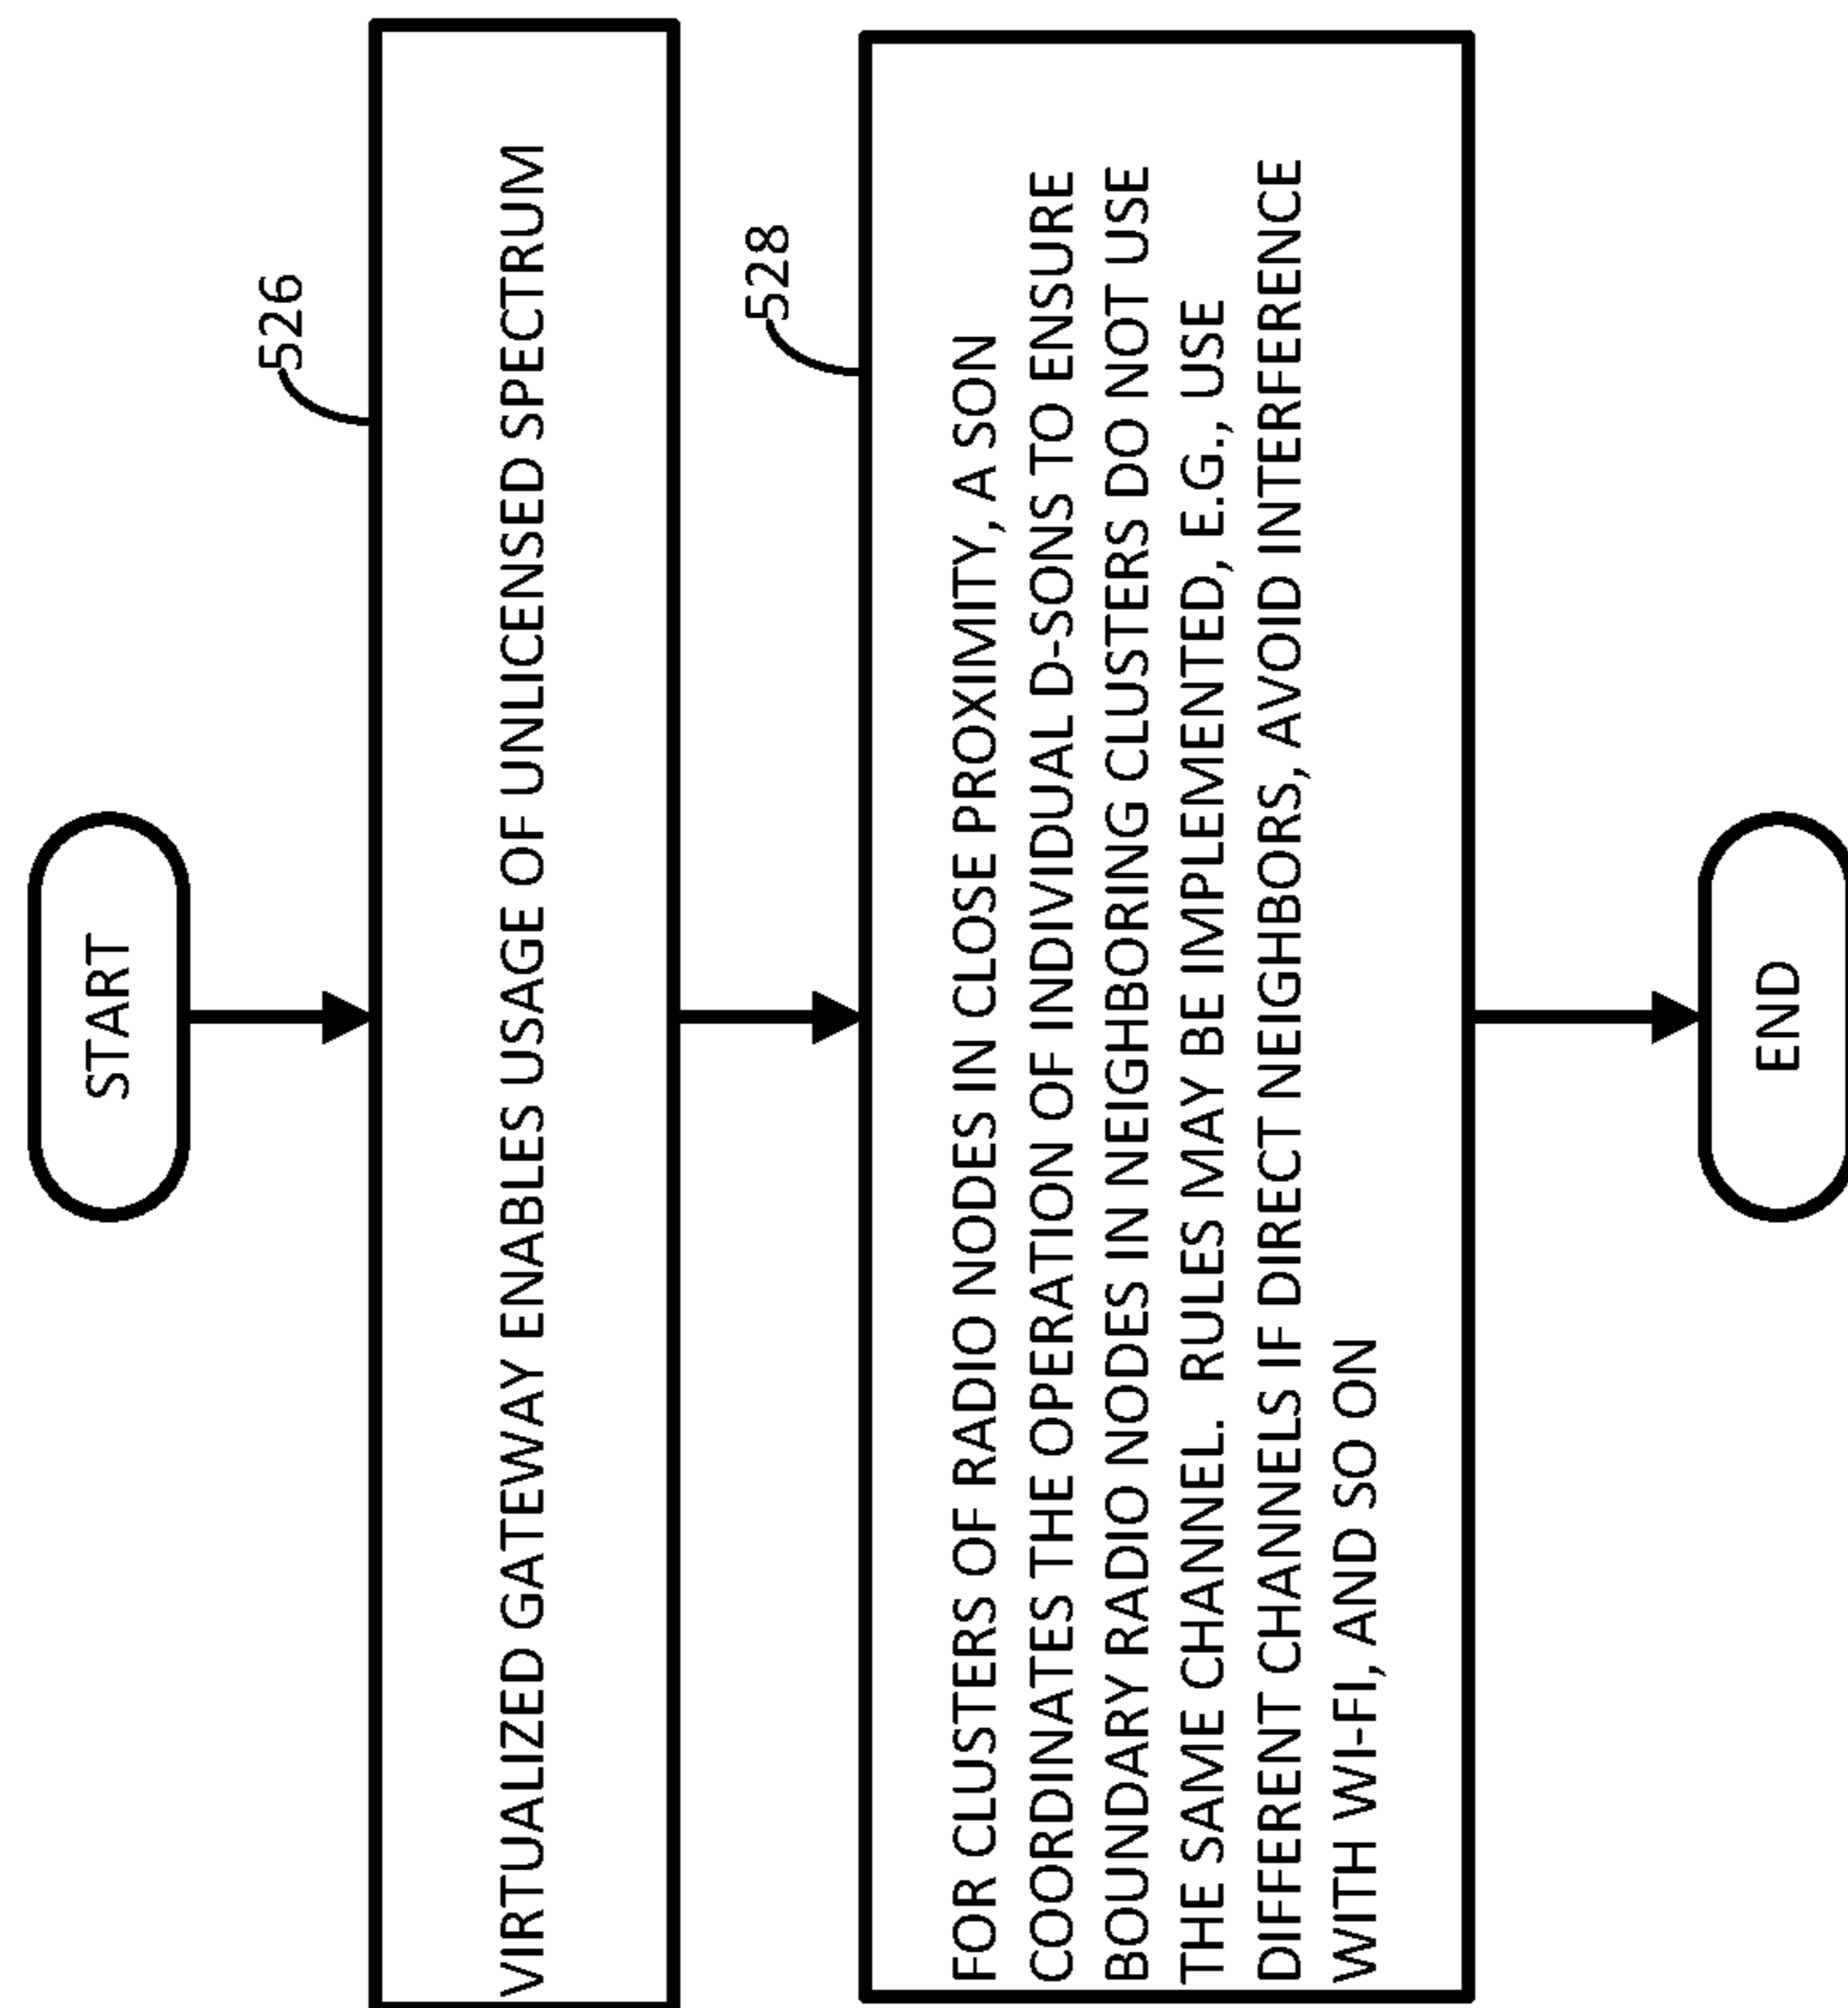 START
526
VIRTUALIZED GATEWAY ENABLES USAGE OF UNLICENSED SPECTRUM
528
FOR CLUSTERS OF RADIO NODES IN CLOSE PROXIMITY, A SON
COORDINATES THE OPERATION OF INDIVIDUAL D-SONS TO ENSURE
BOUNDARY RADIO NODES IN NEIGHBORING CLUSTERS DO NOT USE
THE SAME CHANNEL. RULES MAY BE IMPLEMENTED, E.G., USE
DIFFERENT CHANNELS IF DIRECT NEIGHBORS, AVOID INTERFERENCE
WITH WI-FI, AND SO ON
END